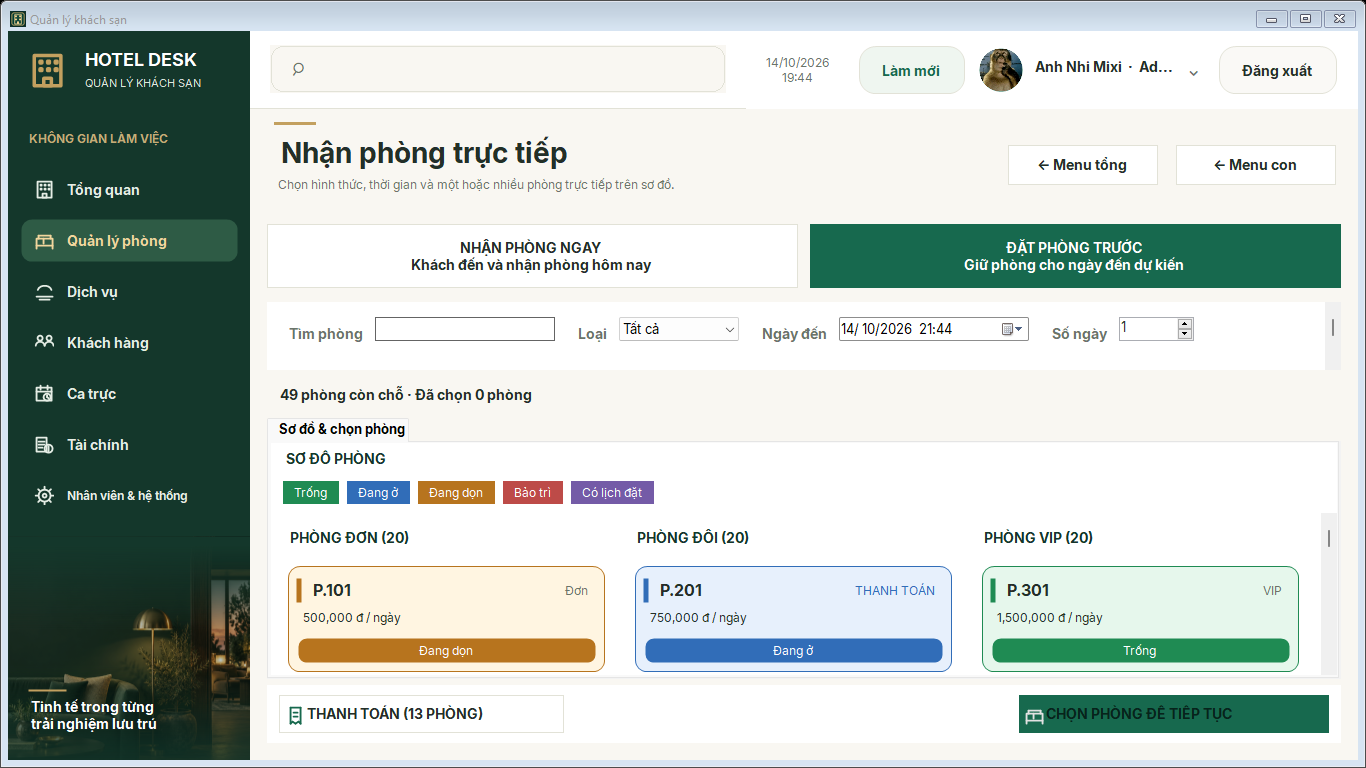 Quản lý khách sạn
HOTEL DESK
QUẢN LÝ KHÁCH SẠN
14/10/2026
19:44
Làm mới
Anh Nhi Mixi · Ad...
Đăng xuất
KHÔNG GIAN LÀM VIỆC
Tổng quan
Quản lý phòng
Dịch vụ
Khách hàng
Ca trực
Tài chính
Nhân viên & hệ thống
Tinh tế trong từng
trải nghiệm lưu trú
Nhận phòng trực tiếp
Chọn hình thức, thời gian và một hoặc nhiều phòng trực tiếp trên sơ đồ.
← Menu tổng
← Menu con
NHẬN PHÒNG NGAY
Khách đến và nhận phòng hôm nay
ĐẶT PHÒNG TRƯỚC
Giữ phòng cho ngày đến dự kiến
Tìm phòng
Loại
Tất cả
Ngày đến
14/ 10/2026 21:44
Số ngày
1
49 phòng còn chỗ · Đã chọn 0 phòng
Sơ đồ & chọn phòng
SƠ ĐỒ PHÒNG
Trống
Đang ở
Đang dọn
Bảo trì
Có lịch đặt
PHÒNG ĐƠN (20)
PHÒNG ĐÔI (20)
PHÒNG VIP (20)
P.101
Đơn
500,000 đ / ngày
Đang dọn
P.201
THANH TOÁN
750,000 đ / ngày
Đang ở
P.301
VIP
1,500,000 đ / ngày
Trống
THANH TOÁN (13 PHÒNG)
CHỌN PHÒNG ĐỂ TIẾP TỤC